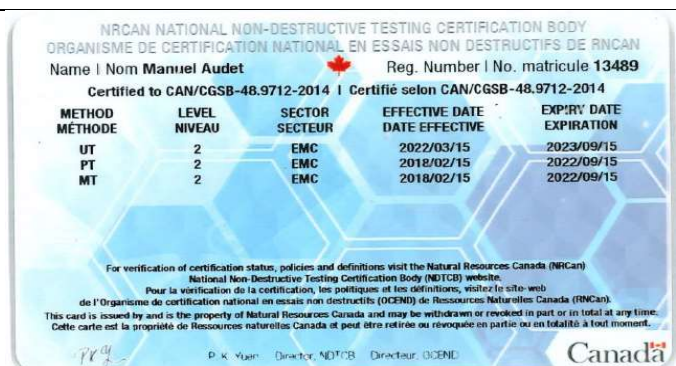 NRCAN NATIONAL NON-DESTRUCTIVE TESTING CERTIFICATION BODY
ORGANISME DE CERTIFICATION NATIONAL EN ESSAIS NON DESTRUCTIFS DE RNCAN
Name | Nom Manuel Audet Reg. Number | No. matricule 13489
Certified to CAN/CGSB-48.9712-2014 | Certifié selon CAN/CGSB-48.9712-2014
METHOD LEVEL SECTOR EFFECTIVE DATE EXPIRY DATE
MÉTHODE NIVEAU SECTEUR DATE EFFECTIVE EXPIRATION
UT 2 EMC 2022/03/15 2023/09/15
PT 2 EMC 2018/02/15 2022/09/15
MT 2 EMC 2018/02/15 2022/09/15
For verification of certification status, policies and definitions visit the Natural Resources Canada (NRCan)
National Non-Destructive Testing Certification Body (NDTCB) website.
Pour la vérification de la certification, les politiques et les définitions, visitez le site-web
de l'Organisme de certification national en essais non destructifs (OCEND) de Ressources Naturelles Canada (RNCan).
This card is issued by and is the property of Natural Resources Canada and may be withdrawn or revoked in part or in total at any time.
Cette carte est la propriété de Ressources naturelles Canada et peut être retirée ou révoquée en partie ou en totalité à tout moment.
P. K. Yuen Director, NDTCB Directeur, OCEND
Canada